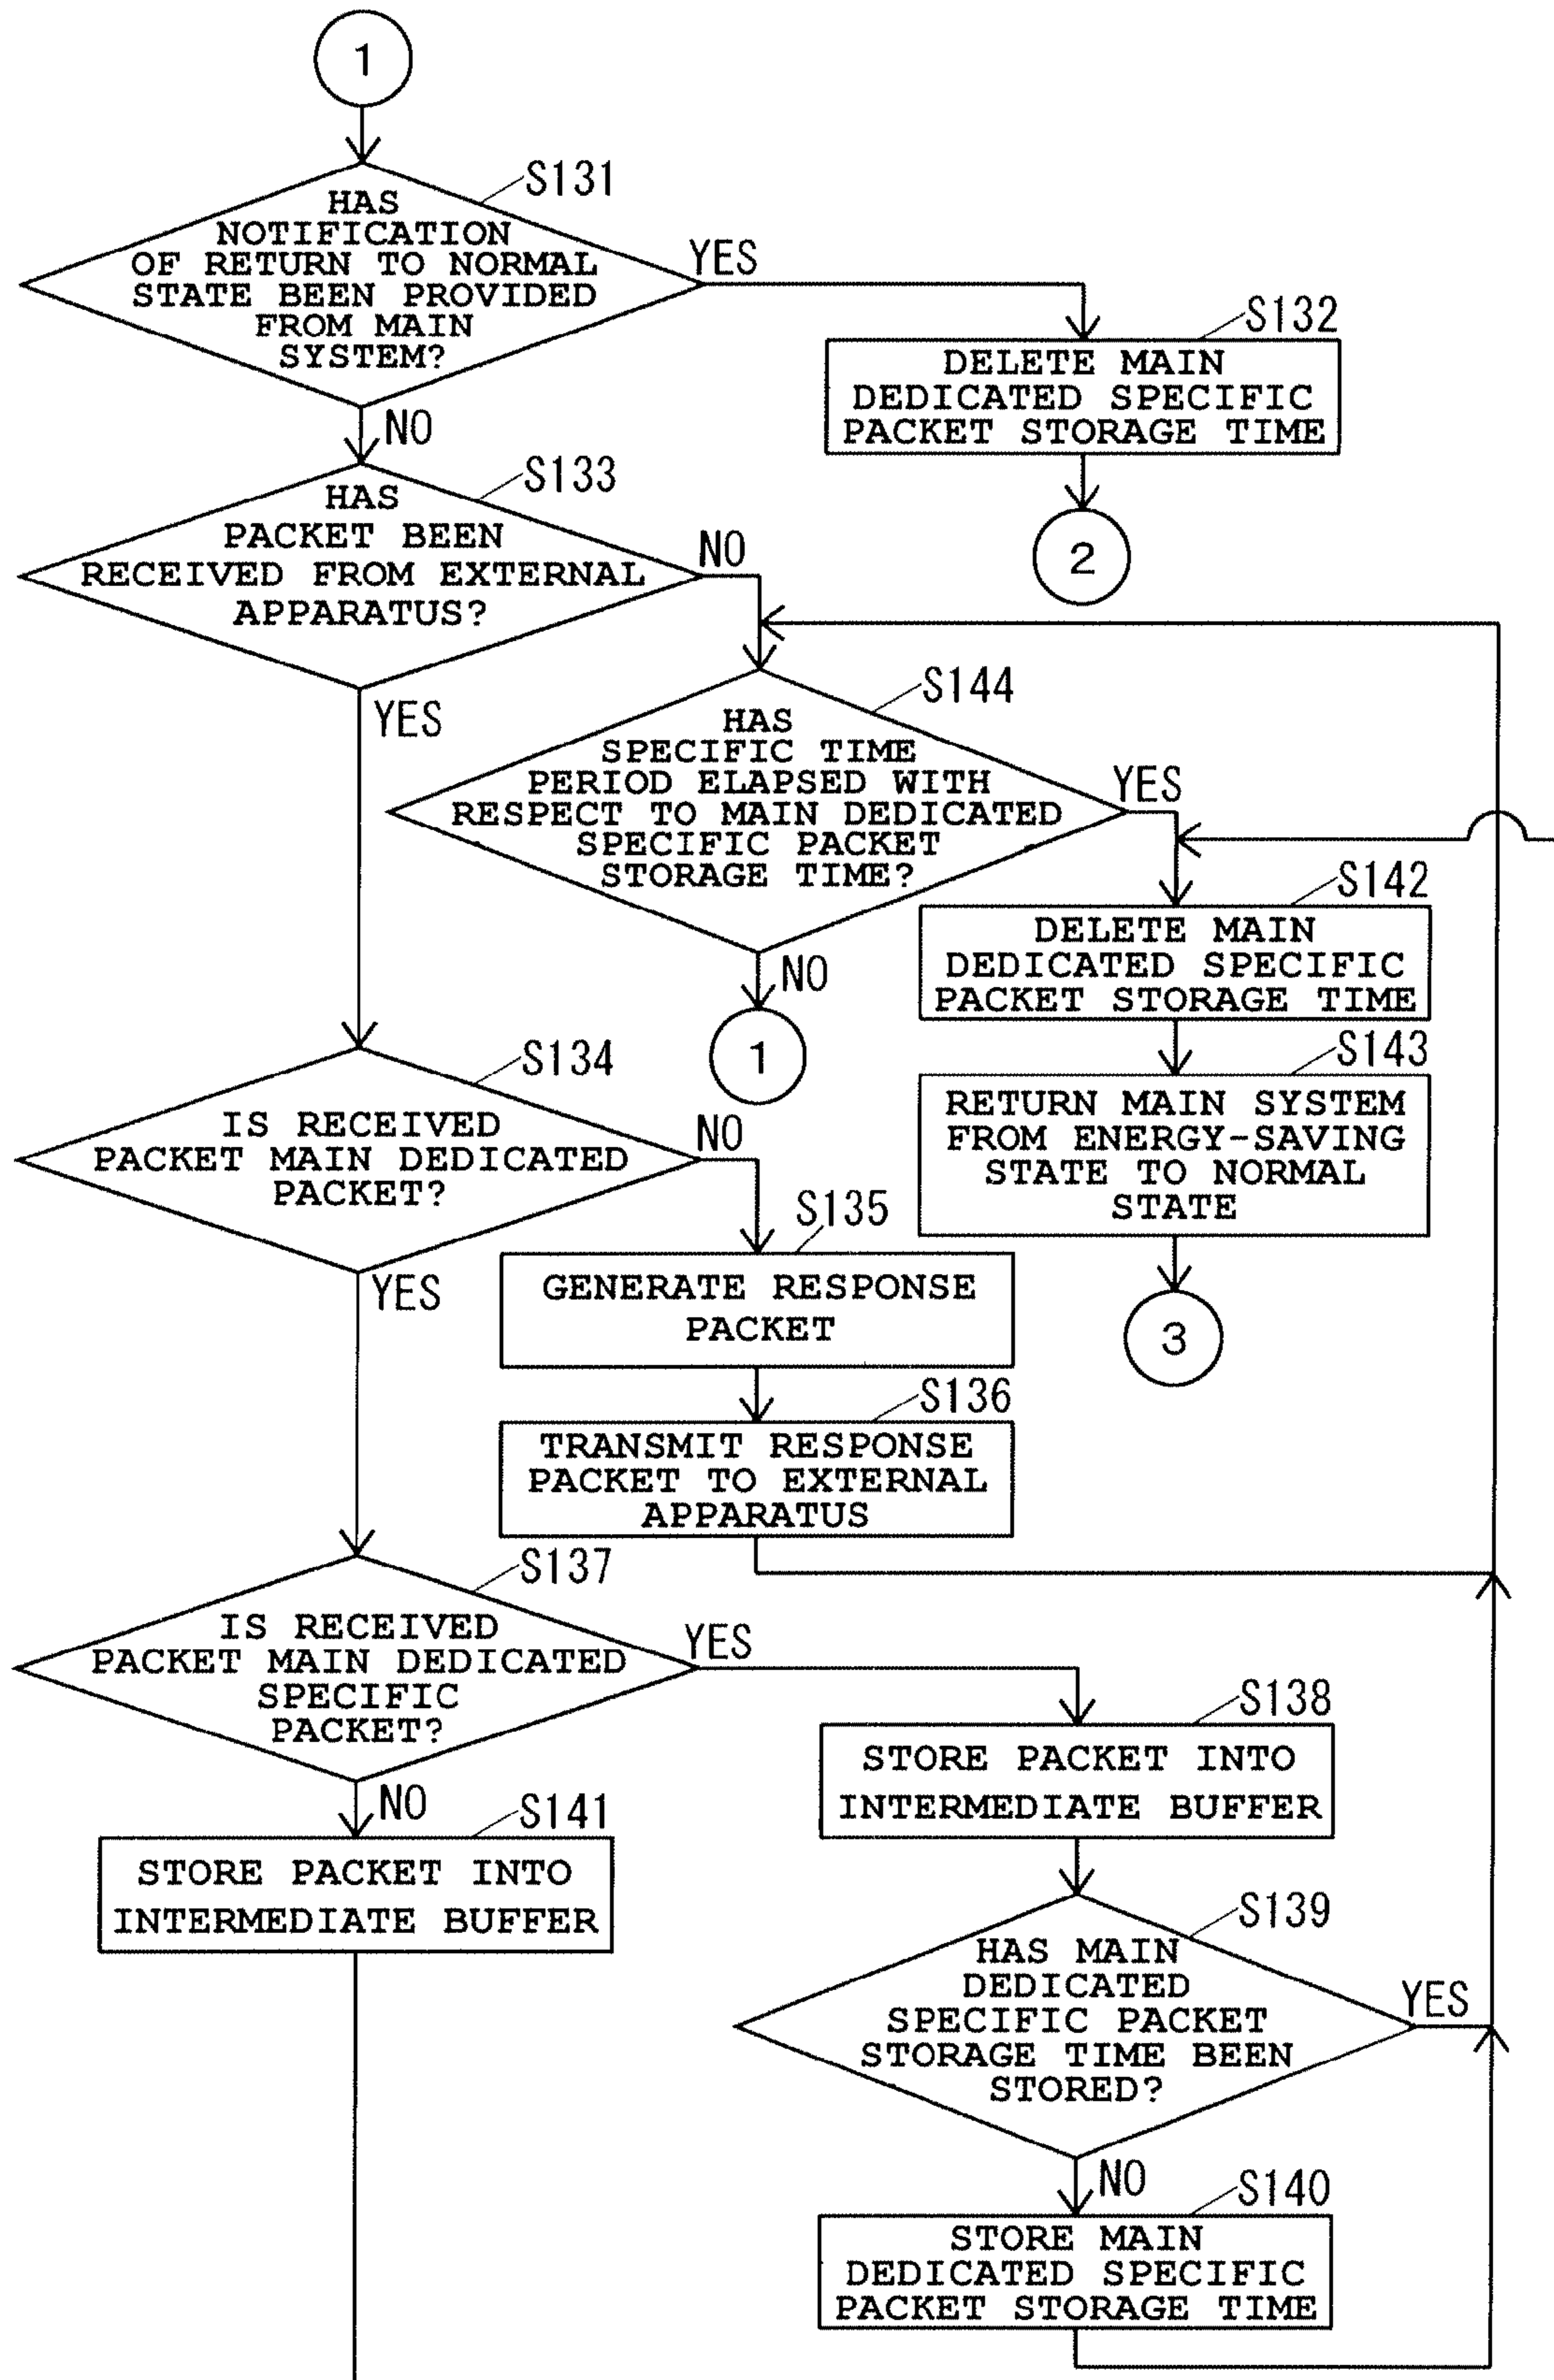 1
S131
HAS
NOTIFICATION
OF RETURN TO NORMAL
STATE BEEN PROVIDED
FROM MAIN
SYSTEM?
YES
NO
S132
DELETE MAIN
DEDICATED SPECIFIC
PACKET STORAGE TIME
2
S133
HAS
PACKET BEEN
RECEIVED FROM EXTERNAL
APPARATUS?
NO
YES
S144
HAS
SPECIFIC TIME
PERIOD ELAPSED WITH
RESPECT TO MAIN DEDICATED
SPECIFIC PACKET
STORAGE TIME?
YES
NO
1
S142
DELETE MAIN
DEDICATED SPECIFIC
PACKET STORAGE TIME
S143
RETURN MAIN SYSTEM
FROM ENERGY-SAVING
STATE TO NORMAL
STATE
3
S134
IS RECEIVED
PACKET MAIN DEDICATED
PACKET?
NO
YES
S135
GENERATE RESPONSE
PACKET
S136
TRANSMIT RESPONSE
PACKET TO EXTERNAL
APPARATUS
S137
IS RECEIVED
PACKET MAIN DEDICATED
SPECIFIC
PACKET?
YES
NO
S138
STORE PACKET INTO
INTERMEDIATE BUFFER
S141
STORE PACKET INTO
INTERMEDIATE BUFFER
S139
HAS MAIN
DEDICATED
SPECIFIC PACKET
STORAGE TIME BEEN
STORED?
YES
NO
S140
STORE MAIN
DEDICATED SPECIFIC
PACKET STORAGE TIME